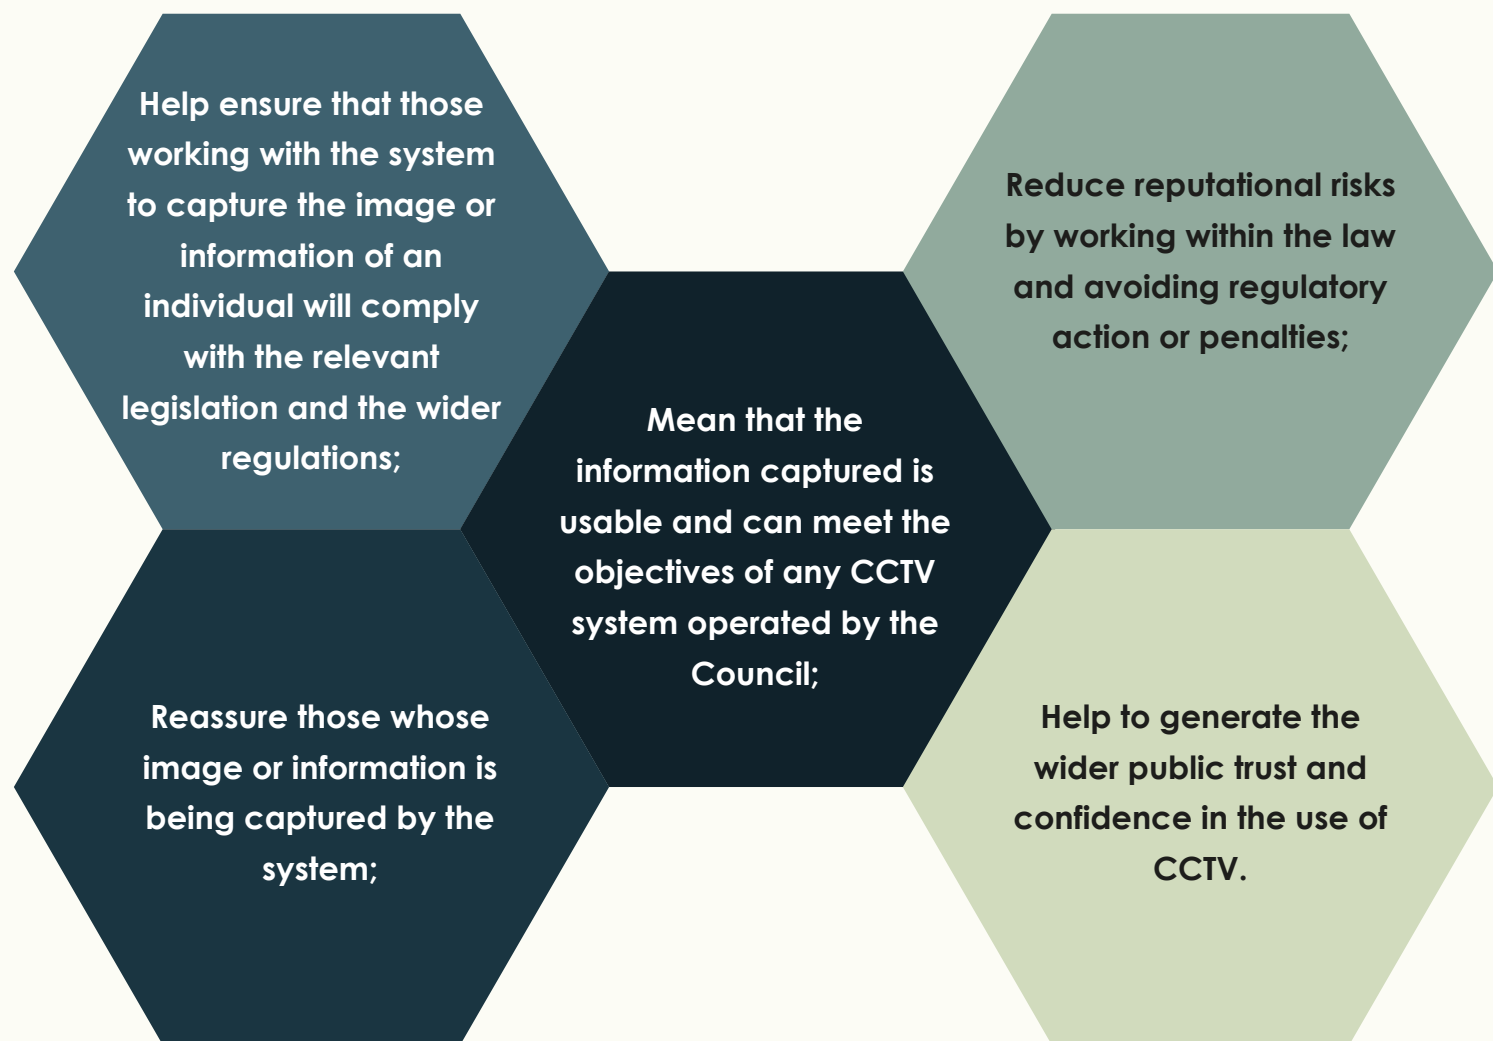 Help ensure that those
working with the system
to capture the image or
information of an
individual will comply
with the relevant
legislation and the wider
regulations;
Mean that the
information captured is
usable and can meet the
objectives of any CCTV
system operated by the
Council;
Reduce reputational risks
by working within the law
and avoiding regulatory
action or penalties;
Reassure those whose
image or information is
being captured by the
system;
Help to generate the
wider public trust and
confidence in the use of
CCTV.